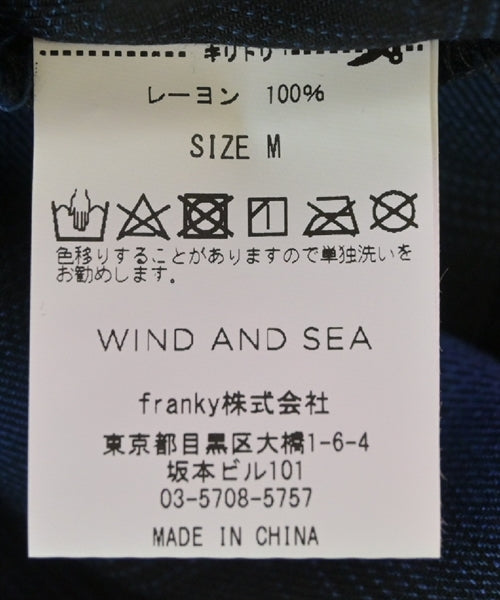 キリトリ
レーヨン 100%
SIZE M
色移りすることがありますので単独洗いを
お勧めします。
WIND AND SEA
franky株式会社
東京都目黒区大橋1-6-4
坂本ビル101
03-5708-5757
MADE IN CHINA